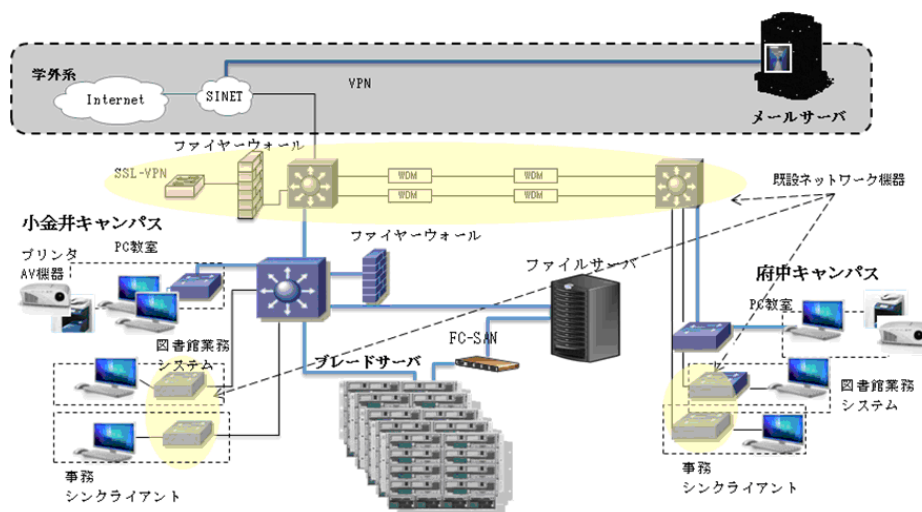 学外系
Internet
SINET
VPN
メールサーバ
ファイヤーウォール
SSL-VPN
WDM
WDM
WDM
WDM
既設ネットワーク機器
小金井キャンパス
ファイヤーウォール
プリンタ
AV機器
PC教室
ファイルサーバ
府中キャンパス
PC教室
図書館業務
システム
FC-SAN
ブレードサーバ
図書館業務
システム
事務
シンクライアント
事務
シンクライアント